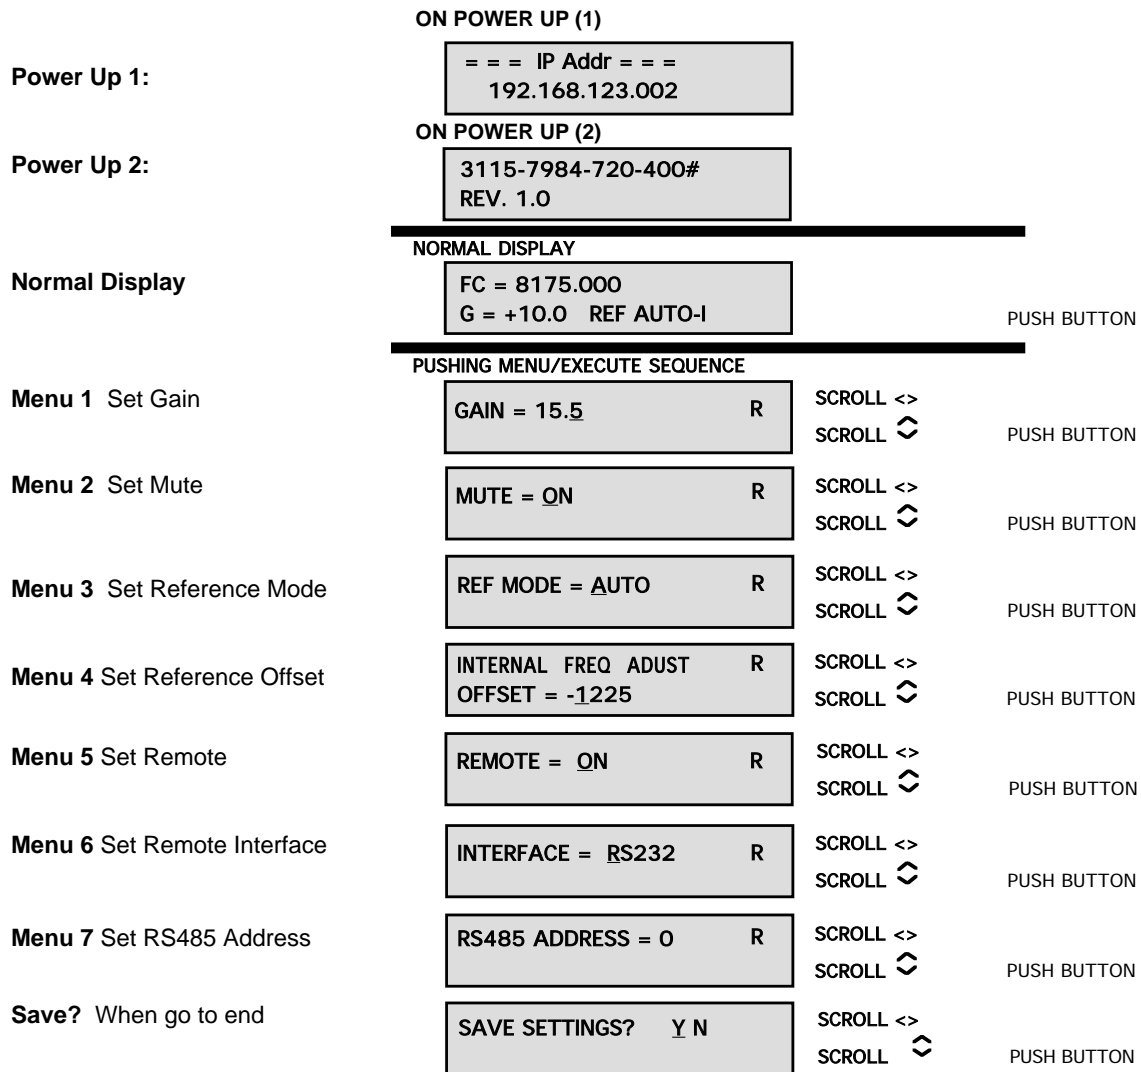 ON POWER UP (1)
Power Up 1:
= = = IP Addr = = =
192.168.123.002
ON POWER UP (2)
Power Up 2:
3115-7984-720-400#
REV. 1.0
NORMAL DISPLAY
Normal Display
FC = 8175.000
G = +10.0 REF AUTO-I
PUSH BUTTON
PUSHING MENU/EXECUTE SEQUENCE
Menu 1 Set Gain
GAIN = 15.5 R
SCROLL <>
SCROLL
PUSH BUTTON
Menu 2 Set Mute
MUTE = ON R
SCROLL <>
SCROLL
PUSH BUTTON
Menu 3 Set Reference Mode
REF MODE = AUTO R
SCROLL <>
SCROLL
PUSH BUTTON
Menu 4 Set Reference Offset
INTERNAL FREQ ADUST R
OFFSET = -1225
SCROLL <>
SCROLL
PUSH BUTTON
Menu 5 Set Remote
REMOTE = ON R
SCROLL <>
SCROLL
PUSH BUTTON
Menu 6 Set Remote Interface
INTERFACE = RS232 R
SCROLL <>
SCROLL
PUSH BUTTON
Menu 7 Set RS485 Address
RS485 ADDRESS = 0 R
SCROLL <>
SCROLL
PUSH BUTTON
Save? When go to end
SAVE SETTINGS? Y N
SCROLL <>
SCROLL
PUSH BUTTON